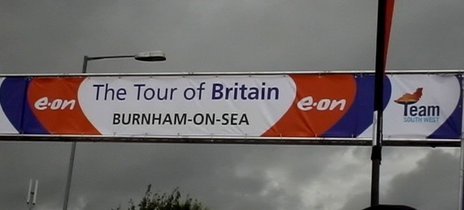 e·on The Tour of Britain e·on
BURNHAM-ON-SEA
Team
SOUTH WEST